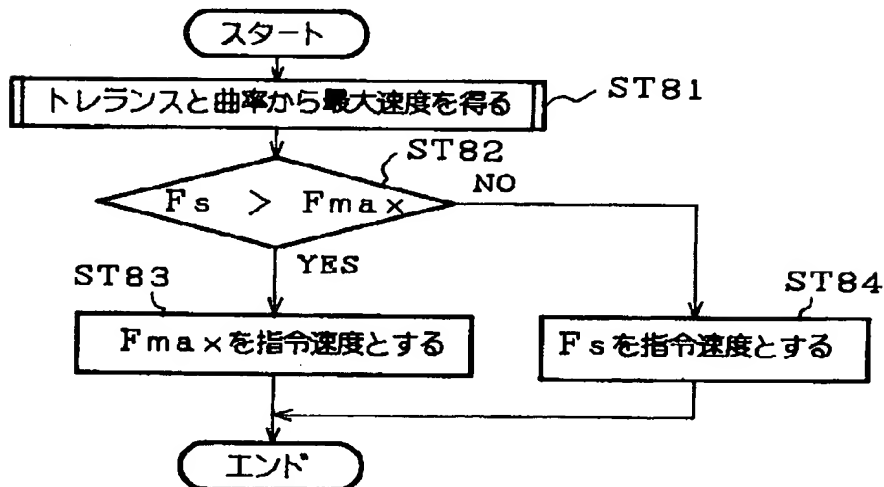 スタート
トレランスと曲率から最大速度を得る
ST81
ST82
Fs > Fmax
NO
YES
ST83
Fmaxを指令速度とする
ST84
Fsを指令速度とする
エンド